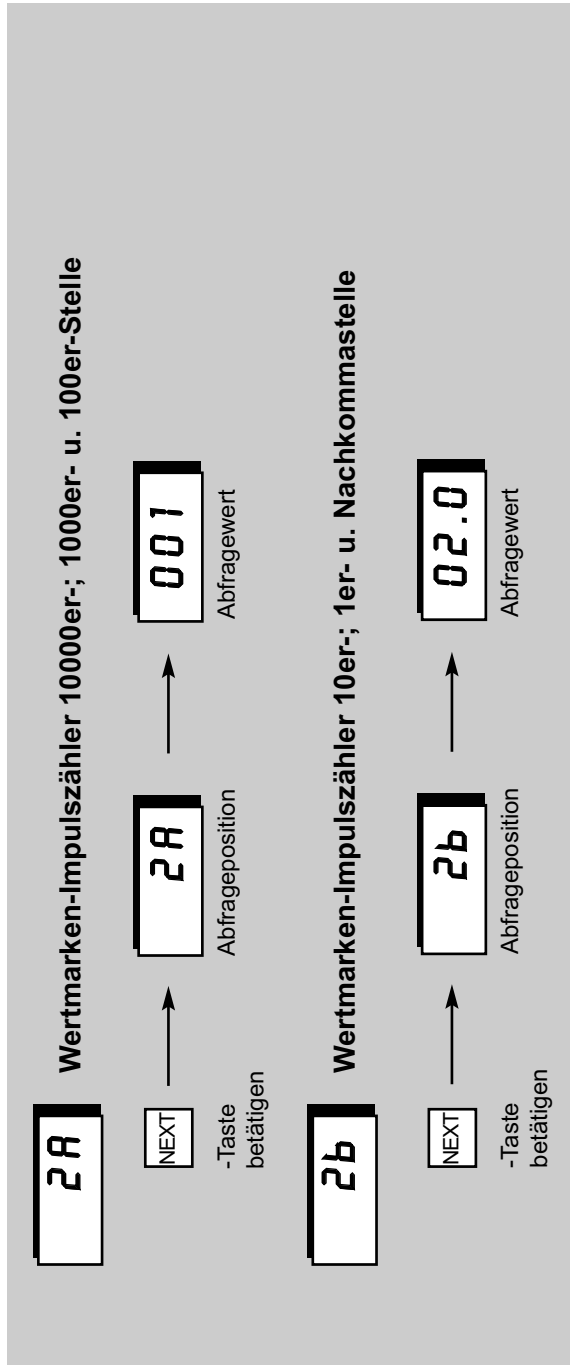 2A
Wertmarken-Impulszähler 10000er-; 1000er- u. 100er-Stelle
NEXT
2A
001
-Taste
betätigen
Abfrageposition
Abfragewert
2b
Wertmarken-Impulszähler 10er-; 1er- u. Nachkommastelle
NEXT
2b
02.0
-Taste
betätigen
Abfrageposition
Abfragewert